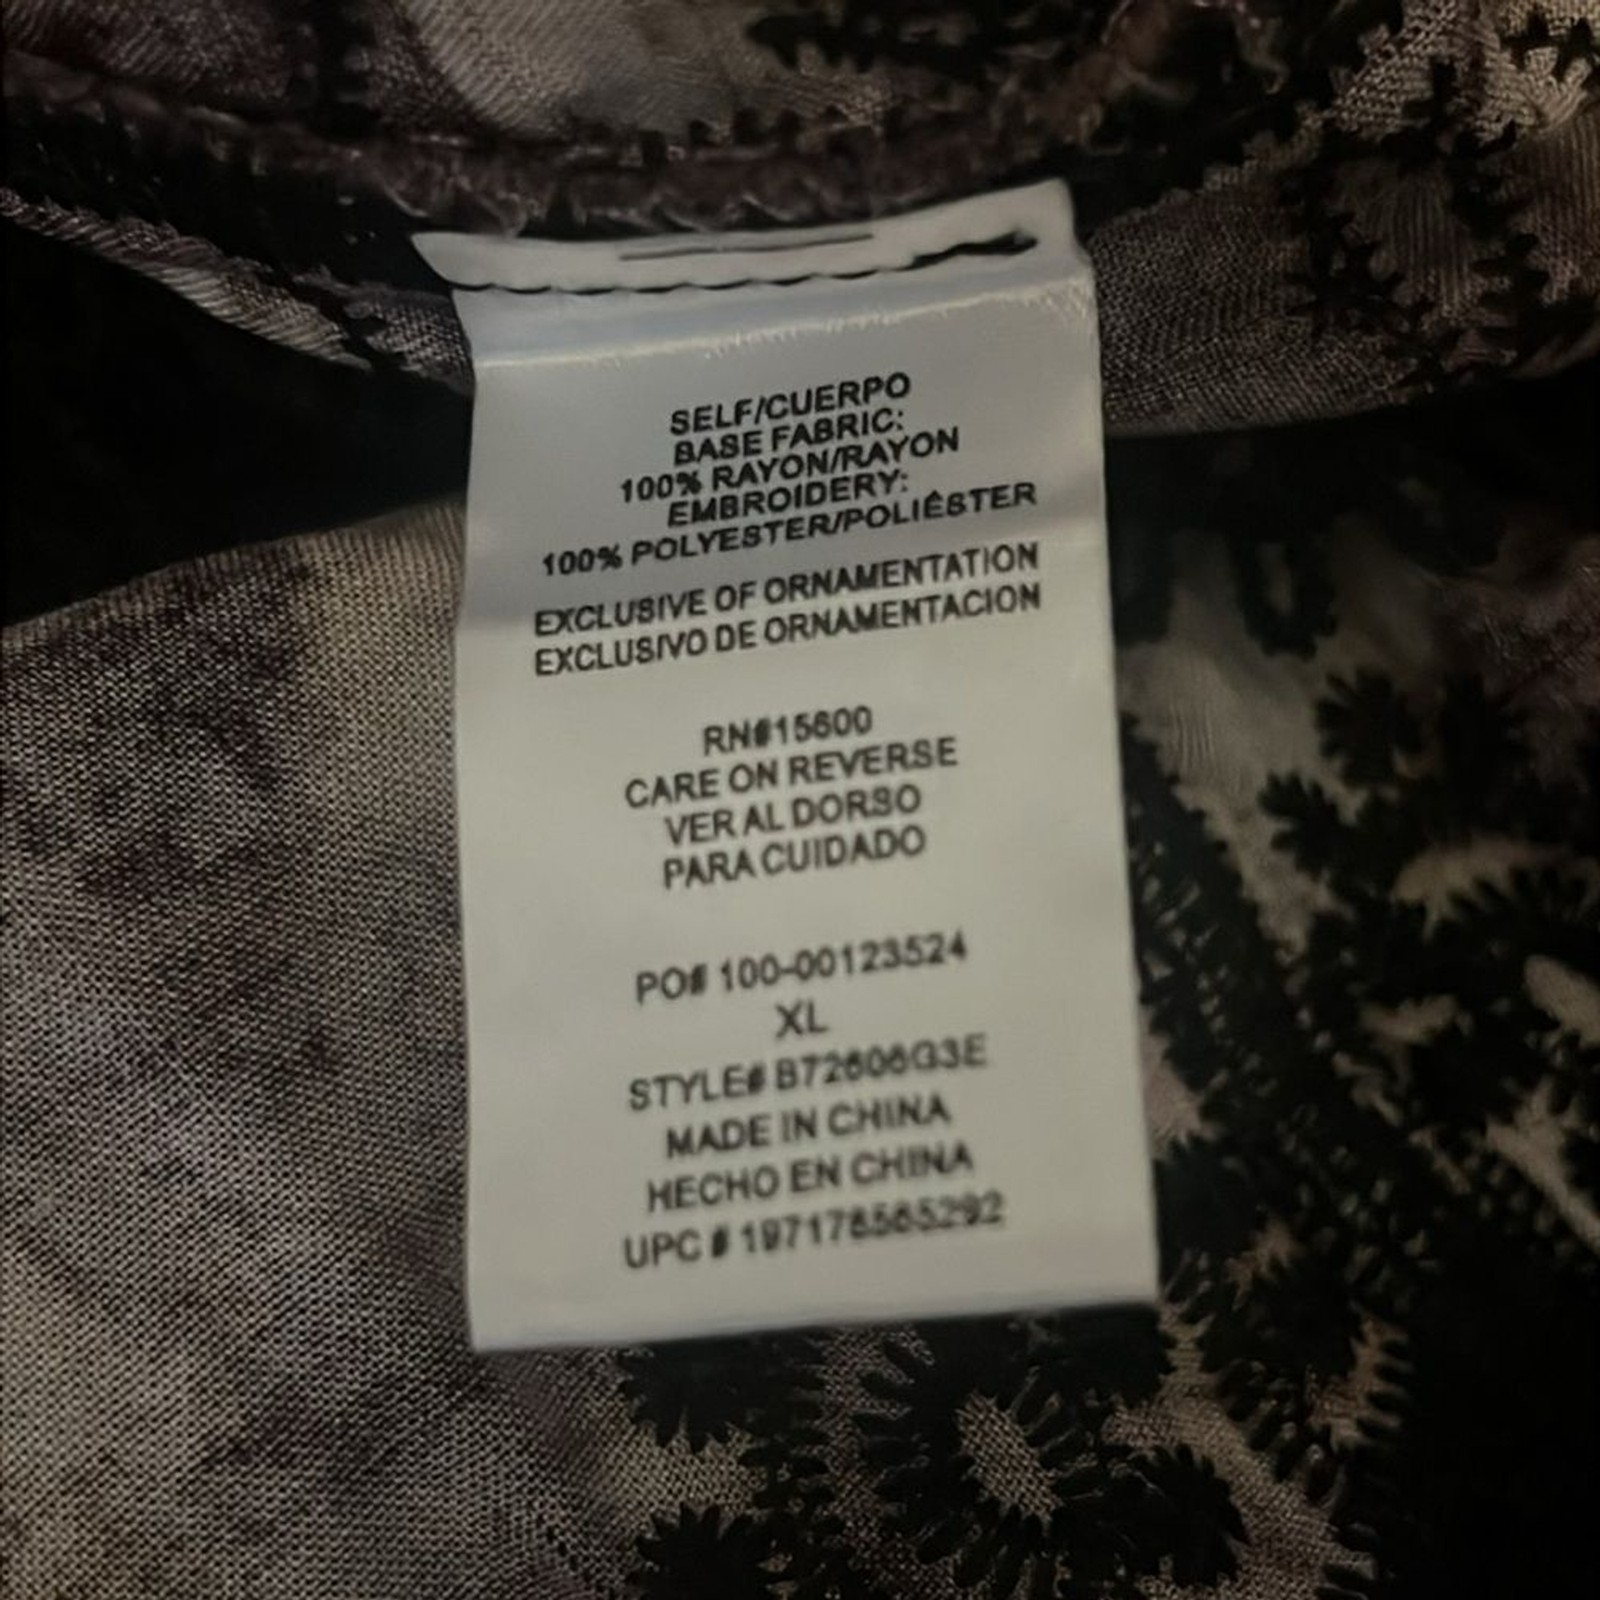 SELF/CUERPO
BASE FABRIC:
100% RAYON/RAYON
EMBROIDERY:
100% POLYESTER/POLIÉSTER
EXCLUSIVE OF ORNAMENTATION
EXCLUSIVO DE ORNAMENTACION
RN#15600
CARE ON REVERSE
VER AL DORSO
PARA CUIDADO
PO# 100-00123524
XL
STYLE# B72606G3E
MADE IN CHINA
HECHO EN CHINA
UPC #